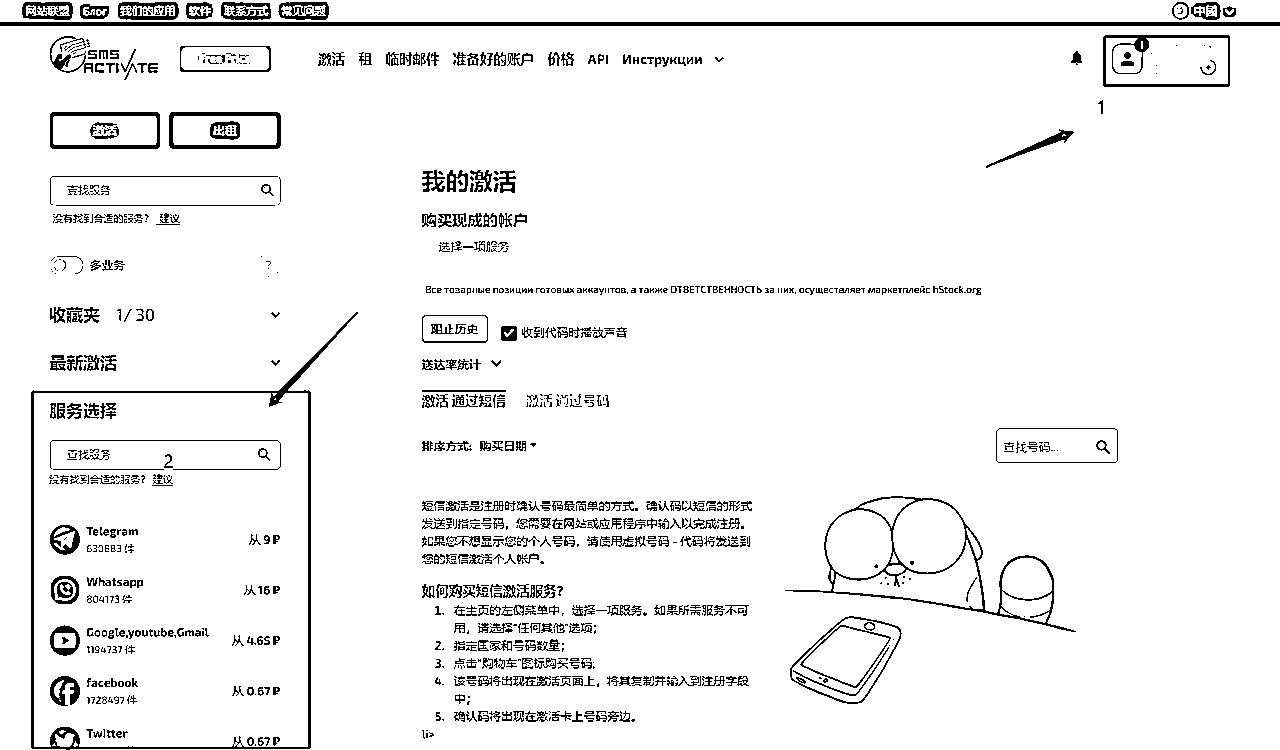 网站联盟 Блог 我们的应用 软件 联系方式 常见问题 中國
SMS
ACTIVATE
激活 租 临时邮件 准备好的账户 价格 API Инструкции
1
激活 出租
查找服务
没有找到合适的服务? 建议
多业务 ?
收藏夹 1/ 30
最新激活
服务选择
查找服务
2
没有找到合适的服务? 建议
Telegram
630883 件
从 9 ₽
Whatsapp
804173 件
从 16 ₽
Google,youtube,Gmail
1194737 件
从 4.65 ₽
facebook
1728497 件
从 0.67 ₽
Twitter
从 0.67 ₽
我的激活
购买现成的帐户
选择一项服务
Все товарные позиции готовых аккаунтов, а также ОТВЕТСТВЕННОСТЬ за них, осуществляет маркетплейс hStock.org
阻止历史 收到代码时播放声音
送达率统计
激活 通过短信 激活 通过号码
排序方式: 购买日期
查找号码...
短信激活是注册时确认号码最简单的方式。确认码以短信的形式
发送到指定号码，您需要在网站或应用程序中输入以完成注册。
如果您不想显示您的个人号码，请使用虚拟号码 - 代码将发送到
您的短信激活个人帐户。
如何购买短信激活服务?
1. 在主页的左侧菜单中，选择一项服务。如果所需服务不可
用，请选择“任何其他”选项;
2. 指定国家和号码数量;
3. 点击“购物车”图标购买号码;
4. 该号码将出现在激活页面上，将其复制并输入到注册字段
中;
5. 确认码将出现在激活卡上号码旁边。
li>